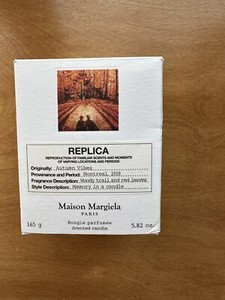 REPLICA
REPRODUCTION OF FAMILIAR SCENTS AND MOMENTS
OF VARYING LOCATIONS AND PERIODS
Originally: Autumn Vibes
Provenance and Period: Montreal, 2018
Fragrance Description: Woody trail and red leaves
Style Description: Memory in a candle
Maison Margiela
PARIS
165 g
Bougie parfumée
Scented candle
5.82 oz.